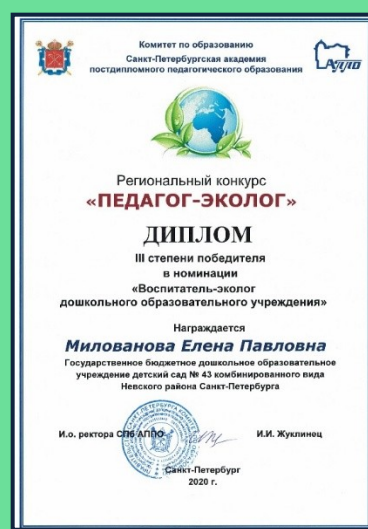 Комитет по образованию
Санкт-Петербургская академия
постдипломного педагогического образования
АППО
Региональный конкурс
«ПЕДАГОГ-ЭКОЛОГ»
ДИПЛОМ
III степени победителя
в номинации
«Воспитатель-эколог
дошкольного образовательного учреждения»
Награждается
Милованова Елена Павловна
Государственное бюджетное дошкольное образовательное
учреждение детский сад № 43 комбинированного вида
Невского района Санкт-Петербурга
И.о. ректора СПб АППО И.И. Жуклинец
Санкт-Петербург
2020 г.